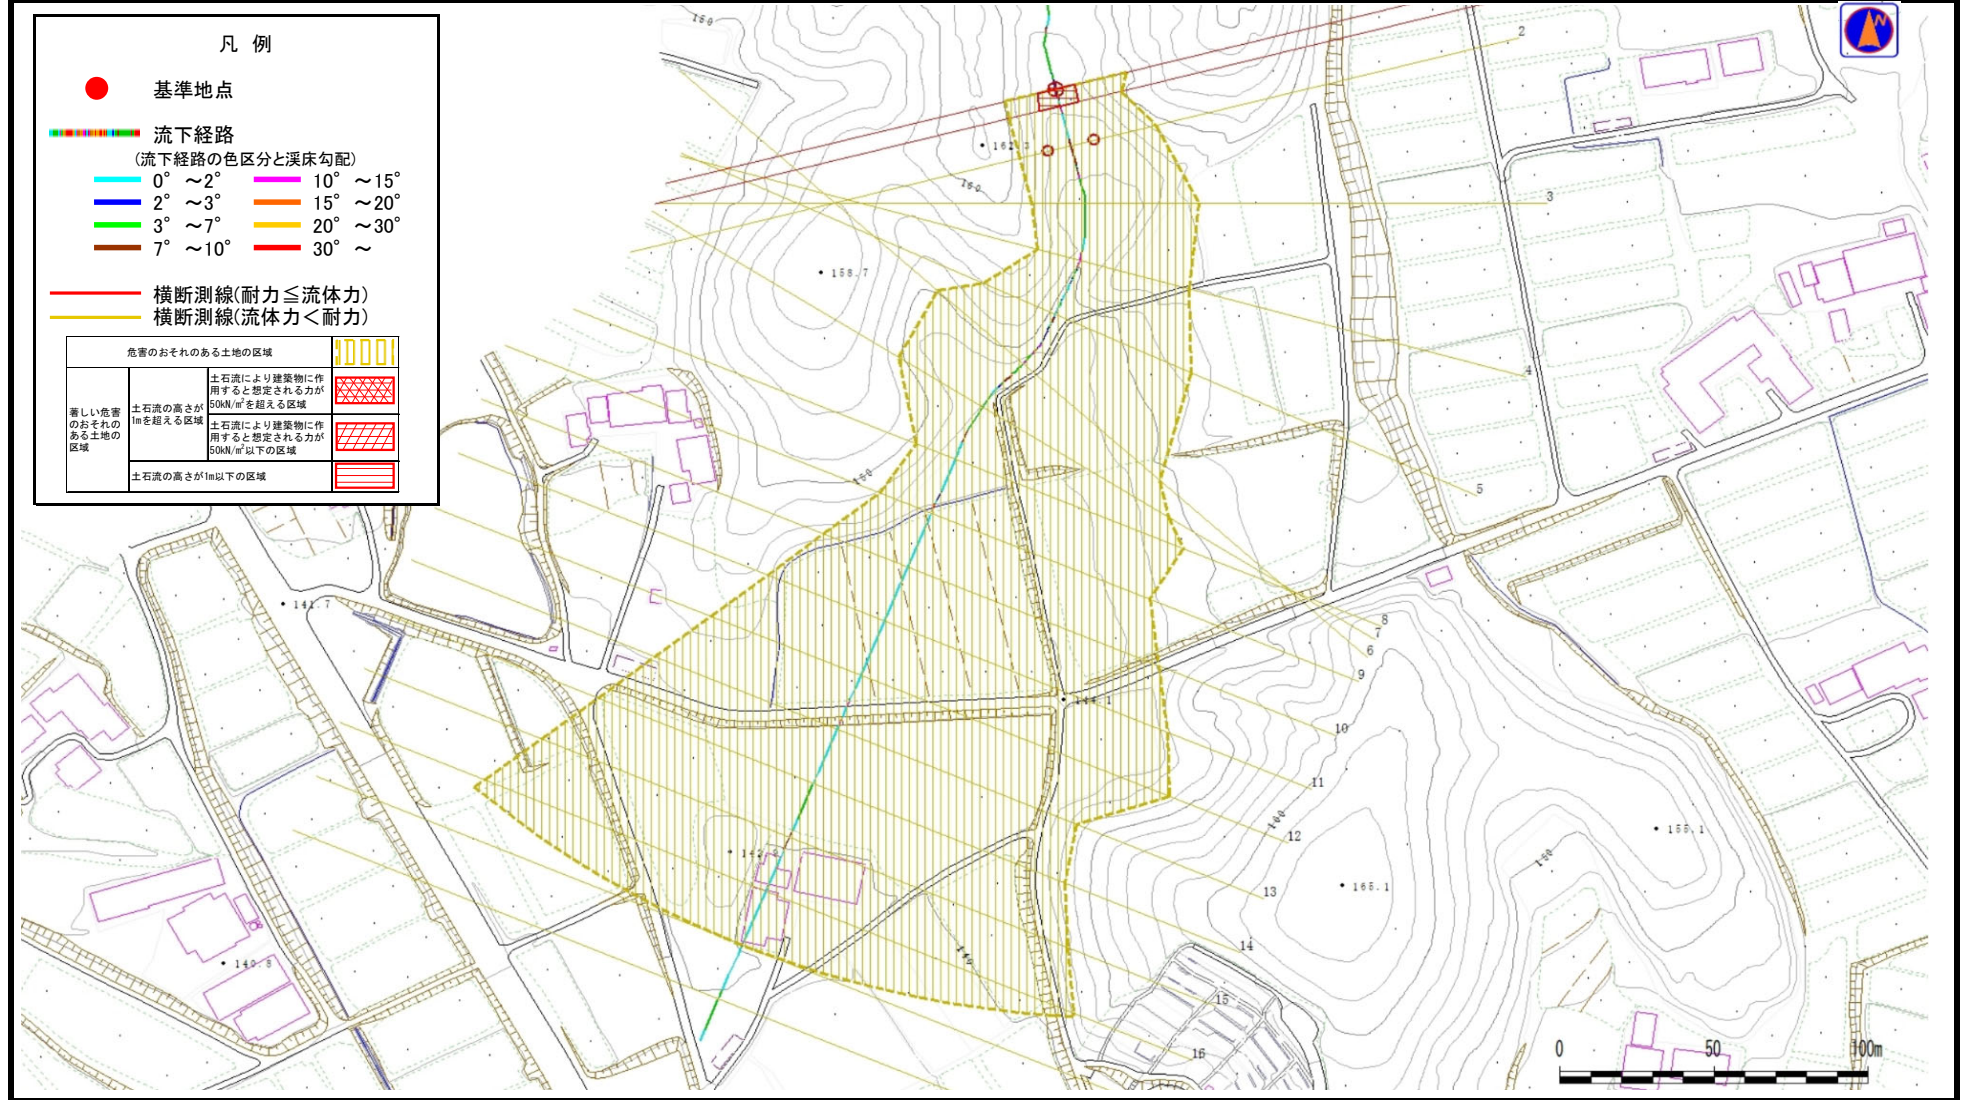 凡 例
基準地点
流下経路
(流下経路の色区分と渓床勾配)
0° ～2° 10° ～15°
2° ～3° 15° ～20°
3° ～7° 20° ～30°
7° ～10° 30° ～
横断測線(耐力≦流体力)
横断測線(流体力＜耐力)
危害のおそれのある土地の区域
著しい危害
のおそれの
ある土地の
区域
土石流の高さが
1mを超える区域
土石流により建築物に作
用すると想定される力が
50kN/㎡を超える区域
土石流により建築物に作
用すると想定される力が
50kN/㎡以下の区域
土石流の高さが1m以下の区域
N
160
2
160
3
158.7
4
5
160
141.7
8
7
6
9
144.1
10
11
12
155.1
160
165.1
13
14
140.8
140
15
16
0 50 100m